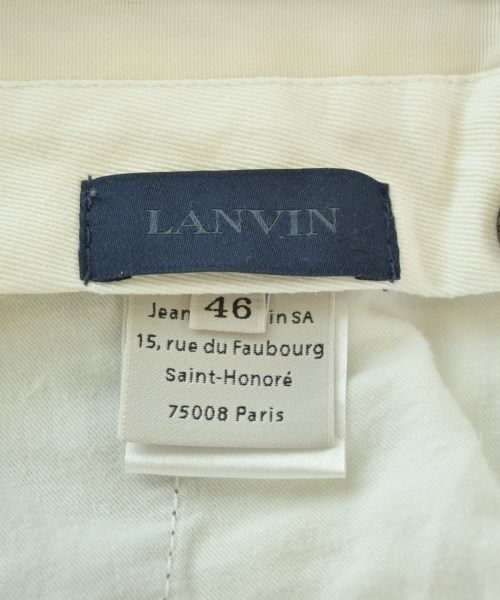 LANVIN
46
Jean in SA
15, rue du Faubourg
Saint-Honoré
75008 Paris